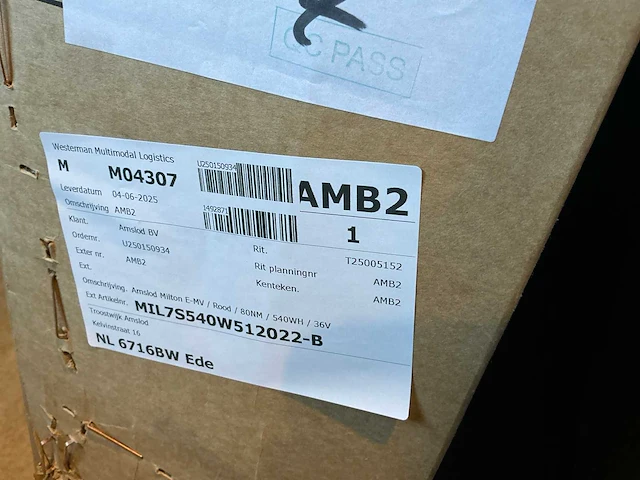 QC PASS
Westerman Multimodal Logistics
M M04307 U250150934 AMB2
Leverdatum 04-06-2025
Omschrijving AMB2 1492871 1
Klant. Amslod BV
Ordernr. U250150934 Rit. T25005152
Exter nr. AMB2 Rit planningnr AMB2
Ext. Kenteken. AMB2
Omschrijving. Amslod Milton E-MV / Rood / 80NM / 540WH / 36V
Ext Artikelnr. MIL7S540W512022-B
Troostwijk Amslod
Kelvinstraat 16
NL 6716BW Ede